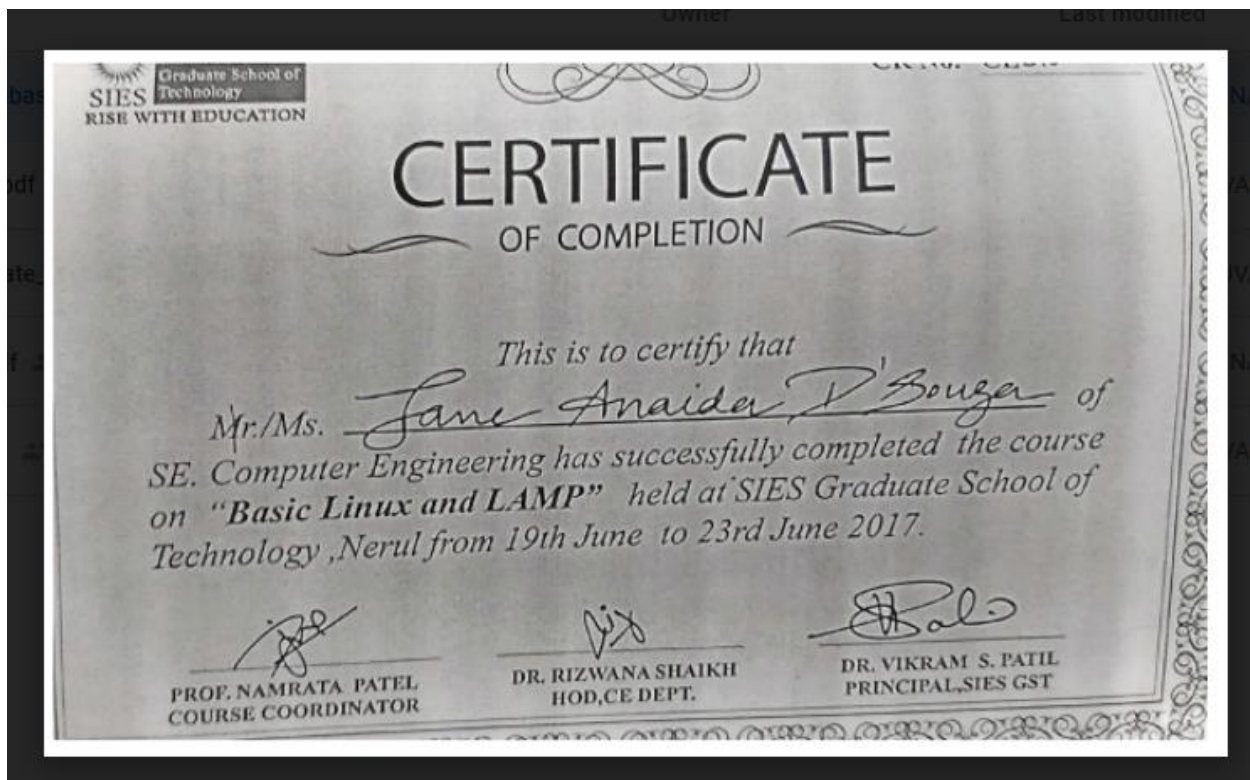 Owner
Last modified
Graduate School of
Technology
SIES
RISE WITH EDUCATION
CERTIFICATE
OF COMPLETION
This is to certify that
Mr./Ms. Jane Anaida D'Souza of
SE. Computer Engineering has successfully completed the course
on "Basic Linux and LAMP" held at SIES Graduate School of
Technology ,Nerul from 19th June to 23rd June 2017.
PROF. NAMRATA PATEL
COURSE COORDINATOR
DR. RIZWANA SHAIKH
HOD,CE DEPT.
DR. VIKRAM S. PATIL
PRINCIPAL,SIES GST